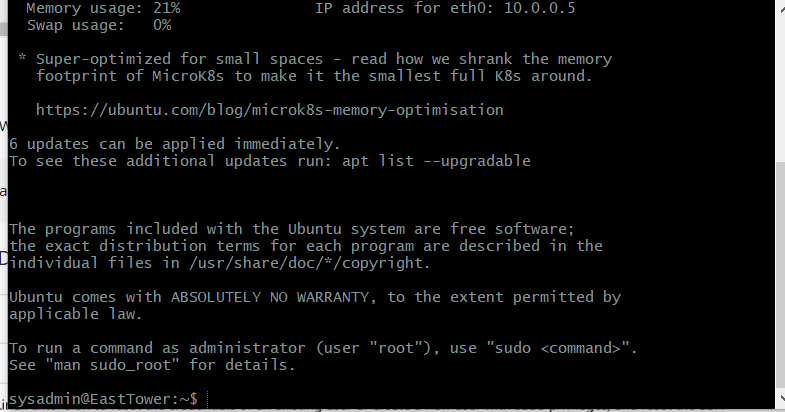 Memory usage: 21% IP address for eth0: 10.0.0.5
Swap usage: 0%
* Super-optimized for small spaces - read how we shrank the memory
footprint of MicroK8s to make it the smallest full K8s around.
https://ubuntu.com/blog/microk8s-memory-optimisation
6 updates can be applied immediately.
To see these additional updates run: apt list --upgradable
The programs included with the Ubuntu system are free software;
the exact distribution terms for each program are described in the
individual files in /usr/share/doc/*/copyright.
Ubuntu comes with ABSOLUTELY NO WARRANTY, to the extent permitted by
applicable law.
To run a command as administrator (user "root"), use "sudo <command>".
See "man sudo_root" for details.
sysadmin@EastTower:~$